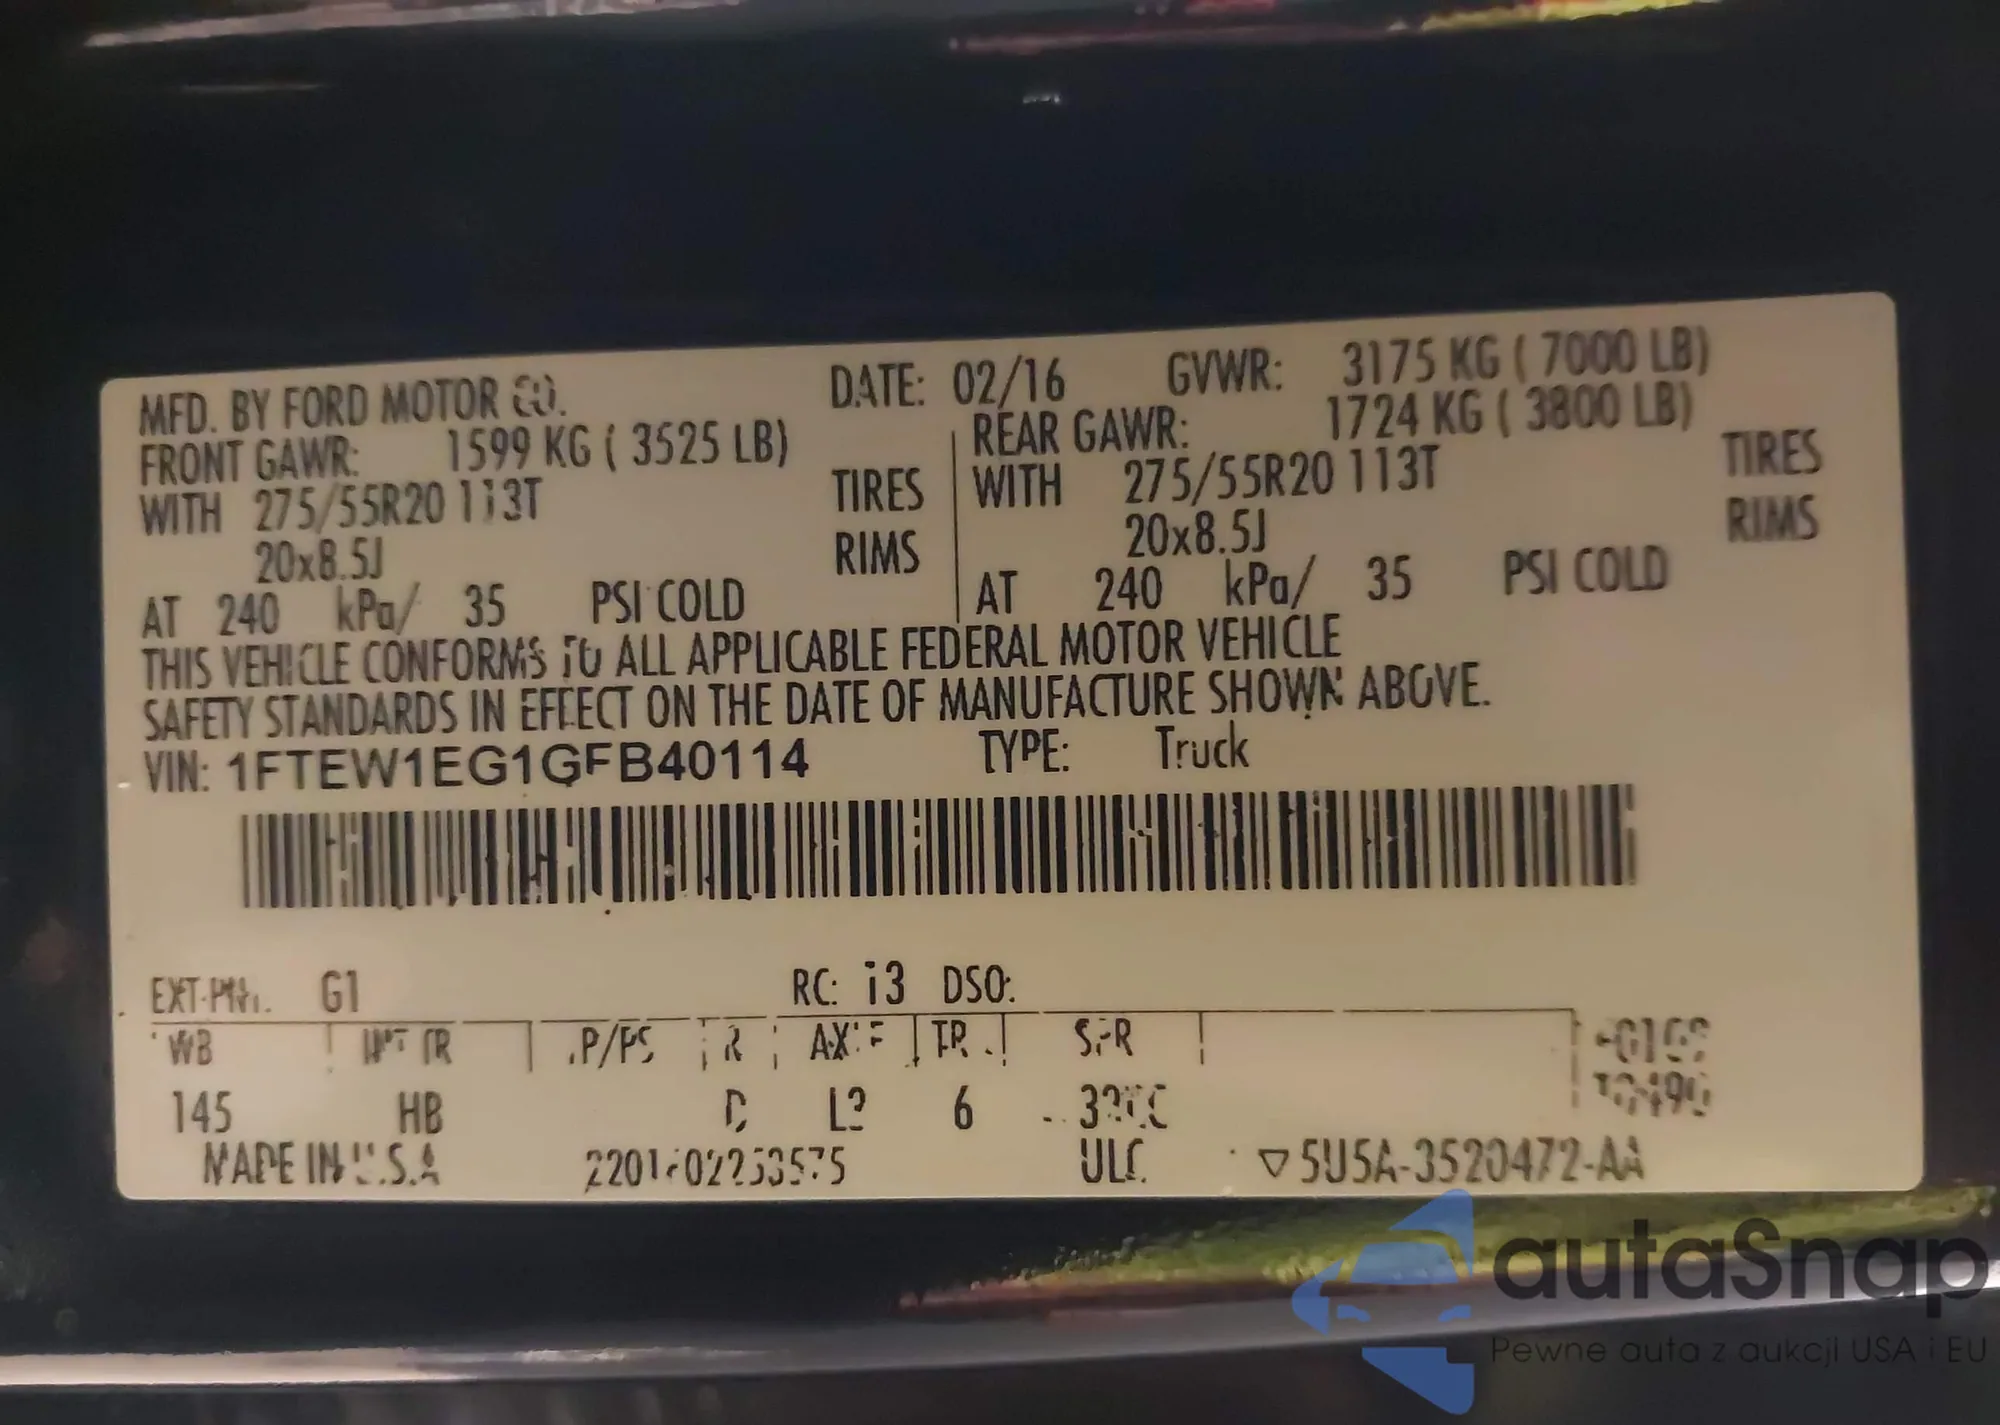 MFD. BY FORD MOTOR CO. DATE: 02/16 GVWR: 3175 KG ( 7000 LB)
FRONT GAWR: 1599 KG ( 3525 LB) REAR GAWR: 1724 KG ( 3800 LB)
WITH 275/55R20 113T TIRES WITH 275/55R20 113T TIRES
20x8.5J RIMS 20x8.5J RIMS
AT 240 kPa/ 35 PSI COLD AT 240 kPa/ 35 PSI COLD
THIS VEHICLE CONFORMS TO ALL APPLICABLE FEDERAL MOTOR VEHICLE
SAFETY STANDARDS IN EFFECT ON THE DATE OF MANUFACTURE SHOWN ABOVE.
VIN: 1FTEW1EG1GFB40114 TYPE: Truck
EXT PNT: G1 RC: 13 DSO:
WB R AXLE TR SPR
145 HB 6
MADE IN U.S.A ▽5U5A-3520472-AA
autaSnap
Pewne auta z aukcji USA i EU